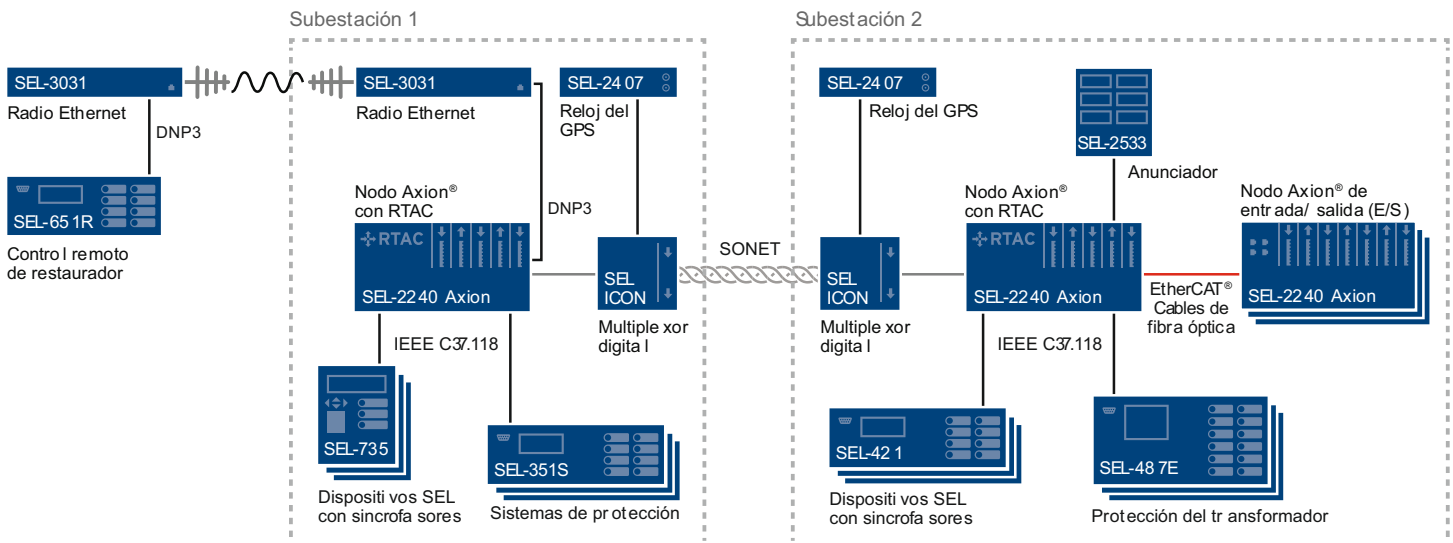 Subestación 1
Subestación 2
SEL-3031
Radio Ethernet
DNP3
SEL-651R
Control remoto
de restaurador
SEL-3031
Radio Ethernet
SEL-2407
Reloj del
GPS
Nodo Axion®
con RTAC
DNP3
RTAC
SEL-2240 Axion
SEL
ICON
Multiplexor
digital
IEEE C37.118
SEL-735
Dispositivos SEL
con sincrofasores
SEL-351S
Sistemas de protección
SONET
SEL-2407
Reloj del GPS
SEL-2533
Anunciador
Nodo Axion®
con RTAC
Nodo Axion® de
entrada/ salida (E/S)
SEL
ICON
Multiplexor
digital
RTAC
SEL-2240 Axion
EtherCAT®
Cables de
fibra óptica
SEL-2240 Axion
IEEE C37.118
SEL-421
Dispositivos SEL
con sincrofasores
SEL-487E
Protección del transformador